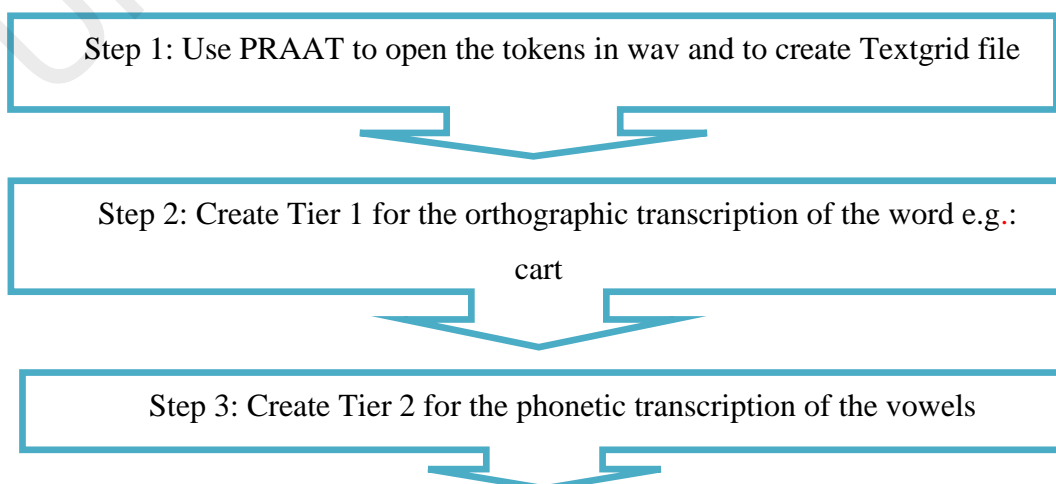 Step 1: Use PRAAT to open the tokens in wav and to create Textgrid file
Step 2: Create Tier 1 for the orthographic transcription of the word e.g.:
cart
Step 3: Create Tier 2 for the phonetic transcription of the vowels